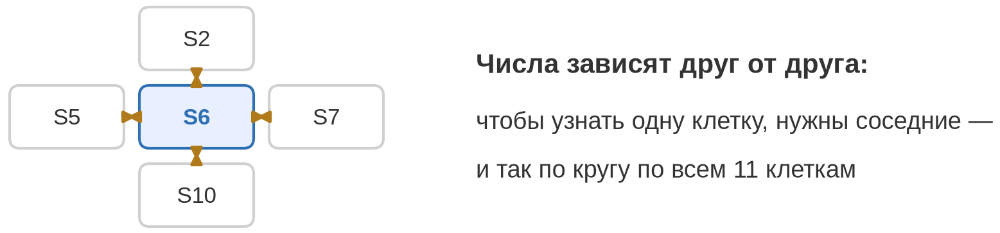 S2
S5
S6
S7
S10
Числа зависят друг от друга:
чтобы узнать одну клетку, нужны соседние —
и так по кругу по всем 11 клеткам